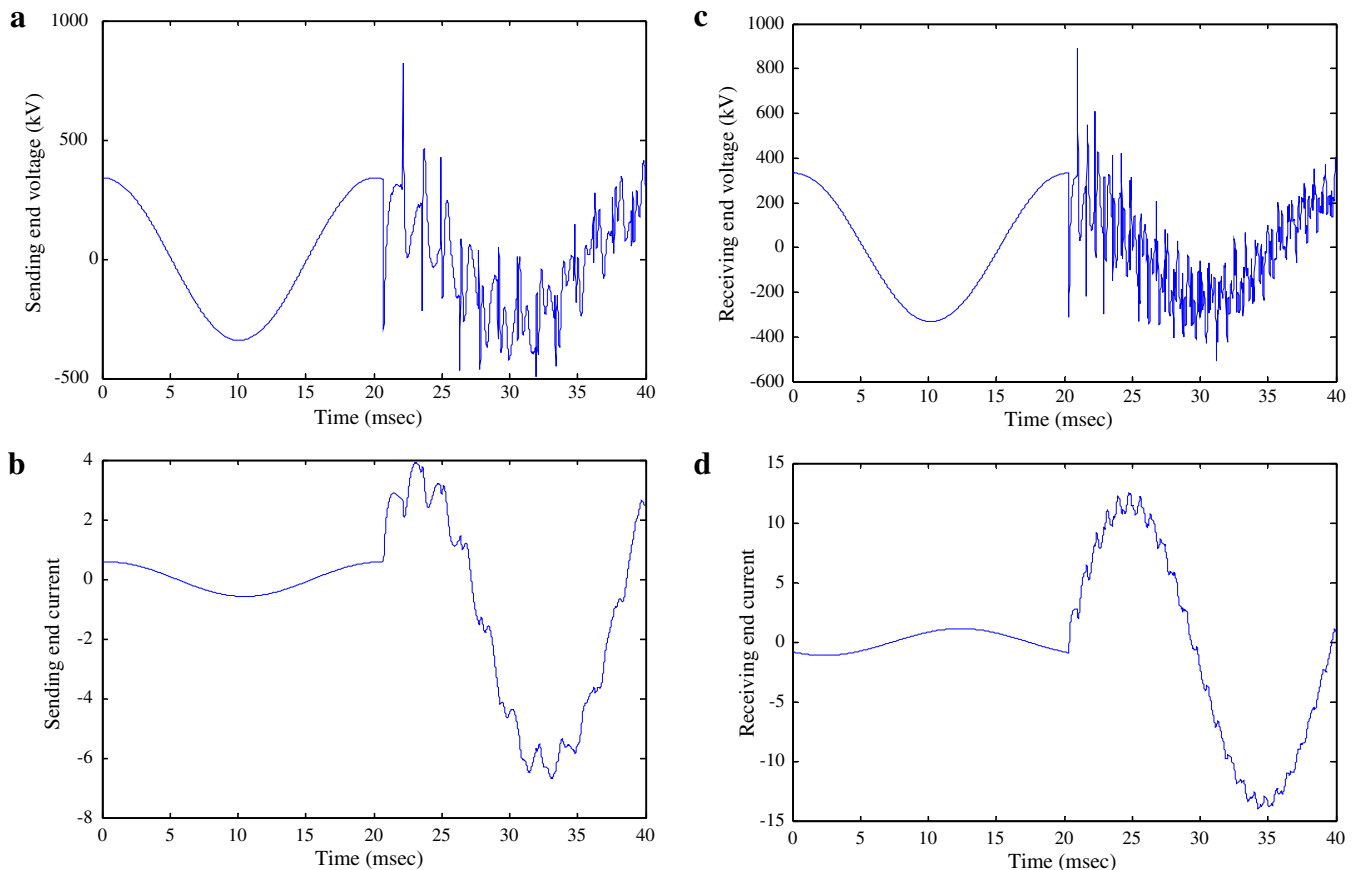 a
1000
500
0
-500
Sending end voltage (kV)
0 5 10 15 20 25 30 35 40
Time (msec)
c
1000
800
600
400
200
0
-200
-400
-600
Receiving end voltage (kV)
0 5 10 15 20 25 30 35 40
Time (msec)
b
4
2
0
-2
-4
-6
-8
Sending end current
0 5 10 15 20 25 30 35 40
Time (msec)
d
15
10
5
0
-5
-10
-15
Receiving end current
0 5 10 15 20 25 30 35 40
Time (msec)